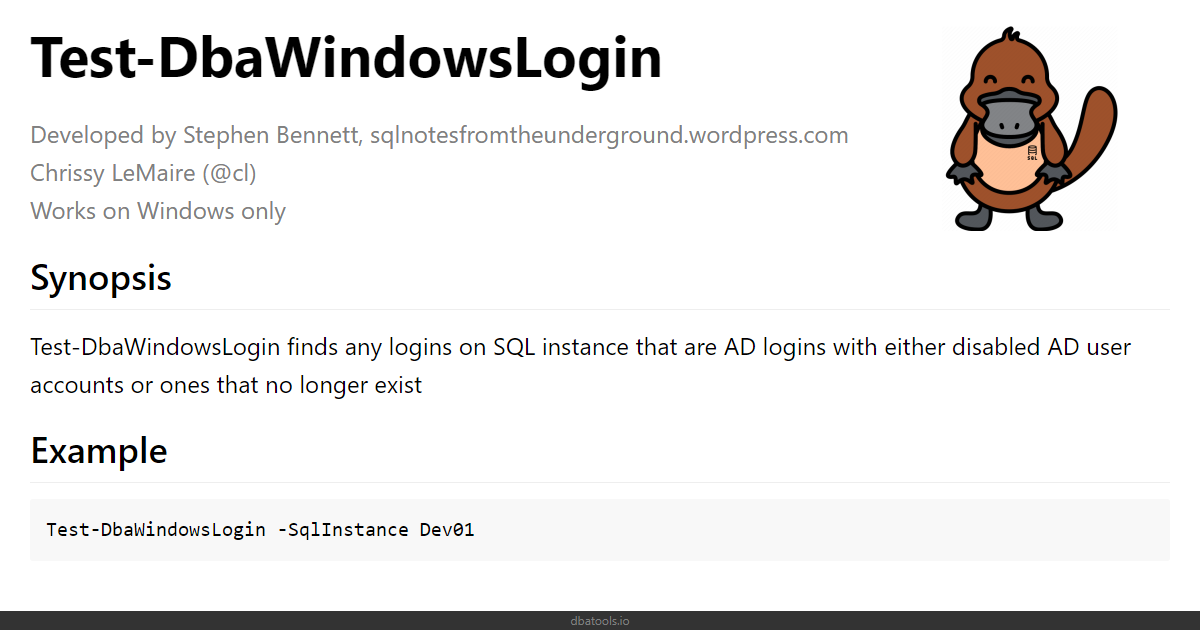 Test-DbaWindowsLogin
Developed by Stephen Bennett, sqlnotesfromtheunderground.wordpress.com
Chrissy LeMaire (@cl)
Works on Windows only
SQL
Synopsis
Test-DbaWindowsLogin finds any logins on SQL instance that are AD logins with either disabled AD user
accounts or ones that no longer exist
Example
Test-DbaWindowsLogin -SqlInstance Dev01
dbatools.io